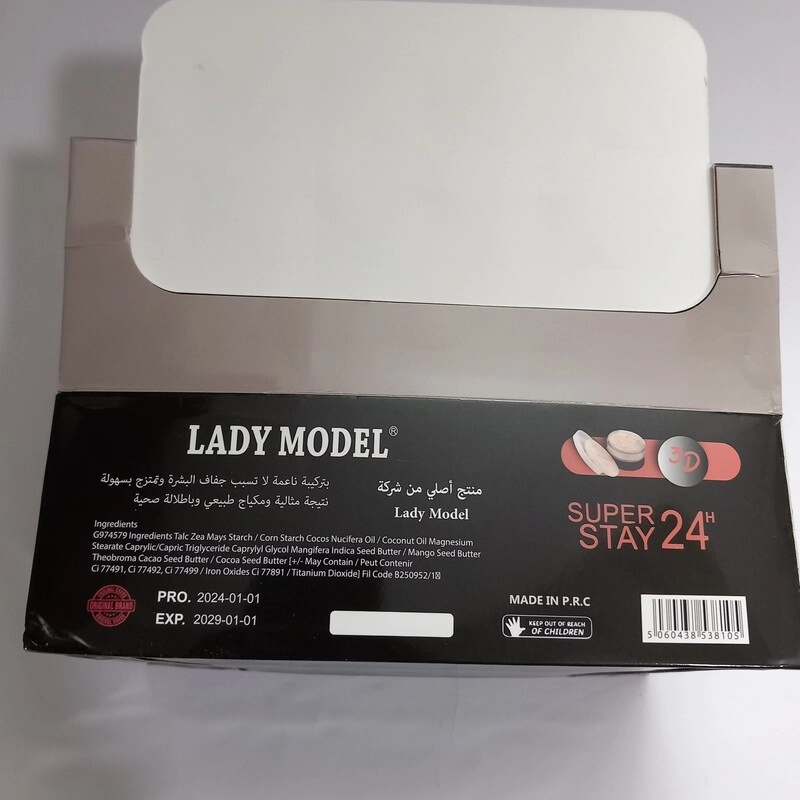 LADY MODEL®
بتركيبة ناعمة لا تسبب جفاف البشرة وتمتزج بسهولة
نتيجة مثالية ومكياج طبيعي وباطلالة صحية
منتج أصلي من شركة
Lady Model
3D
SUPER
STAY 24H
Ingredients
G974579 Ingredients Talc Zea Mays Starch / Corn Starch Cocos Nucifera Oil / Coconut Oil Magnesium
Stearate Caprylic/Capric Triglyceride Caprylyl Glycol Mangifera Indica Seed Butter / Mango Seed Butter
Theobroma Cacao Seed Butter / Cocoa Seed Butter [+/- May Contain / Peut Contenir
Ci 77491, Ci 77492, Ci 77499 / Iron Oxides Ci 77891 / Titanium Dioxide] Fil Code B250952/1
ORIGINAL BRAND
PRO. 2024-01-01
EXP. 2029-01-01
MADE IN P.R.C
KEEP OUT OF REACH
OF CHILDREN
5 060438 538105